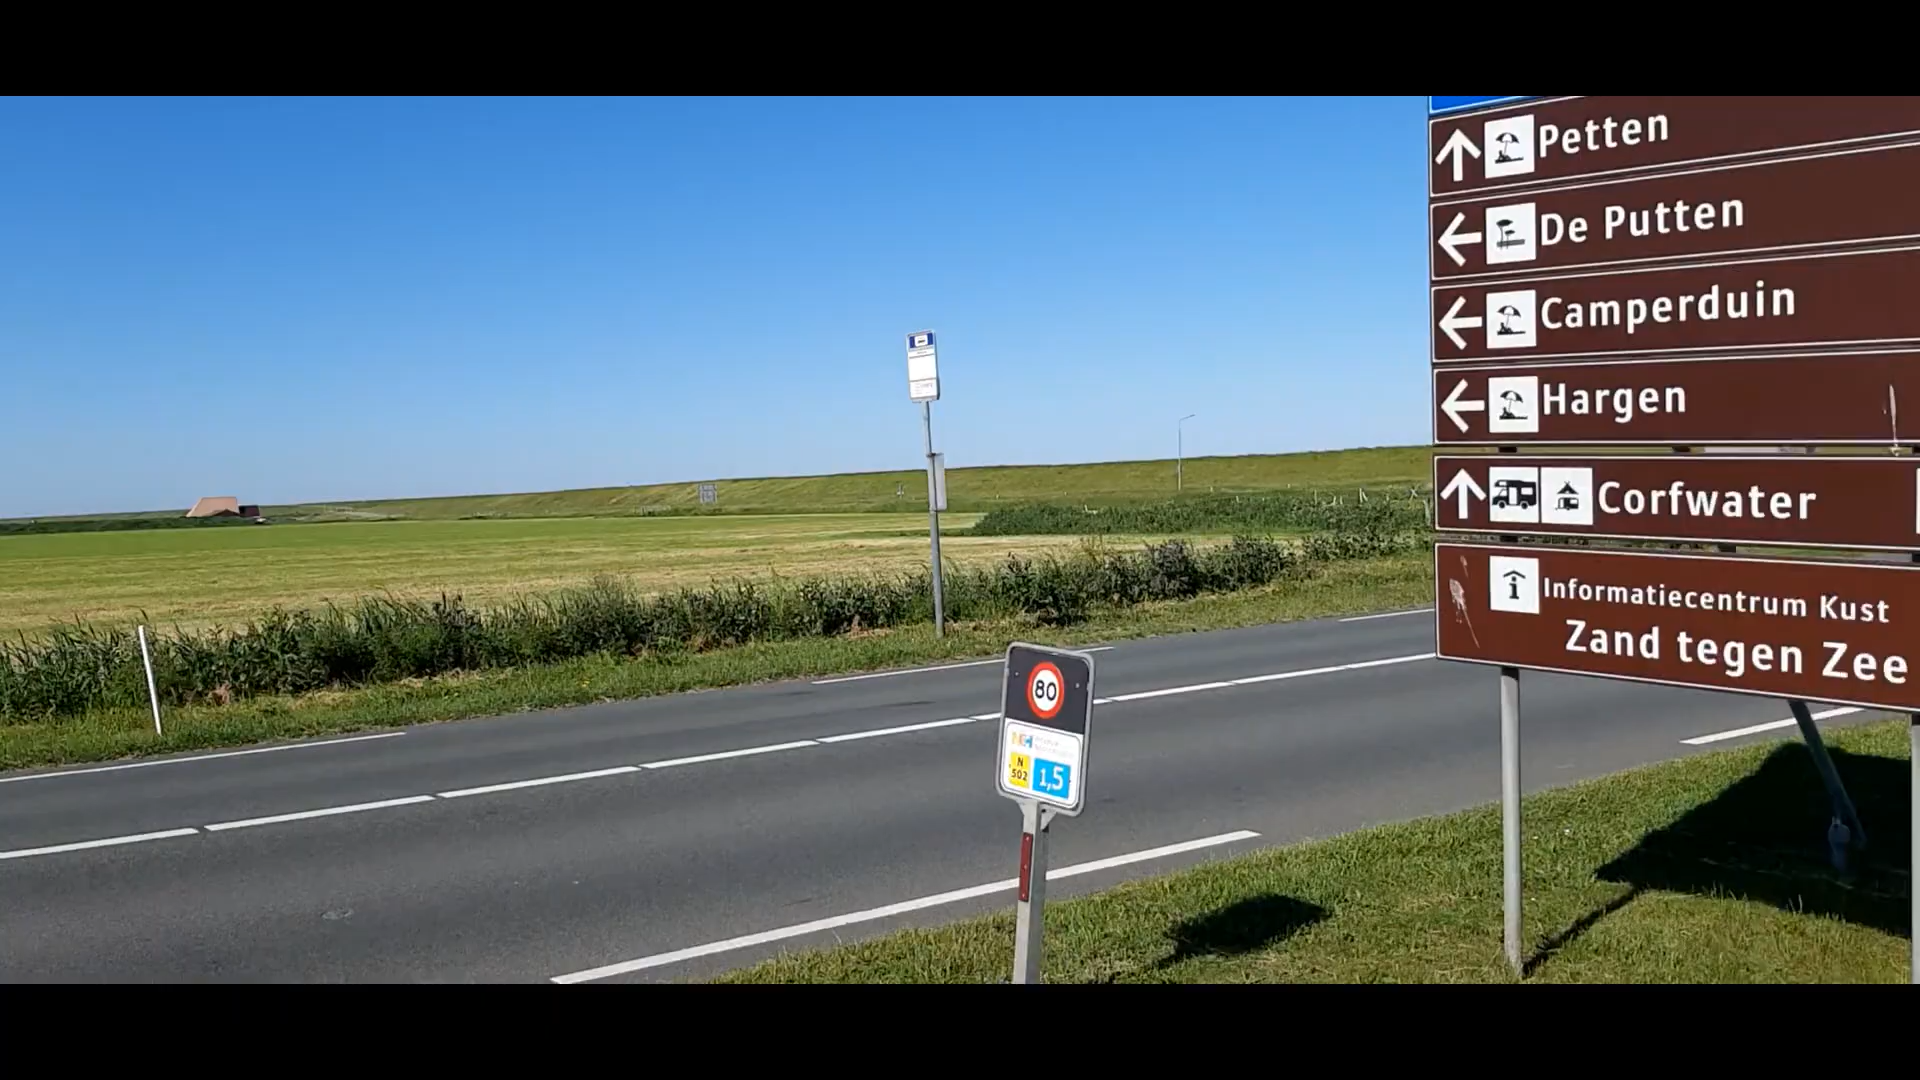 Petten
De Putten
Camperduin
Hargen
Corfwater
Informatiecentrum Kust
Zand tegen Zee
80
N
502
1,5